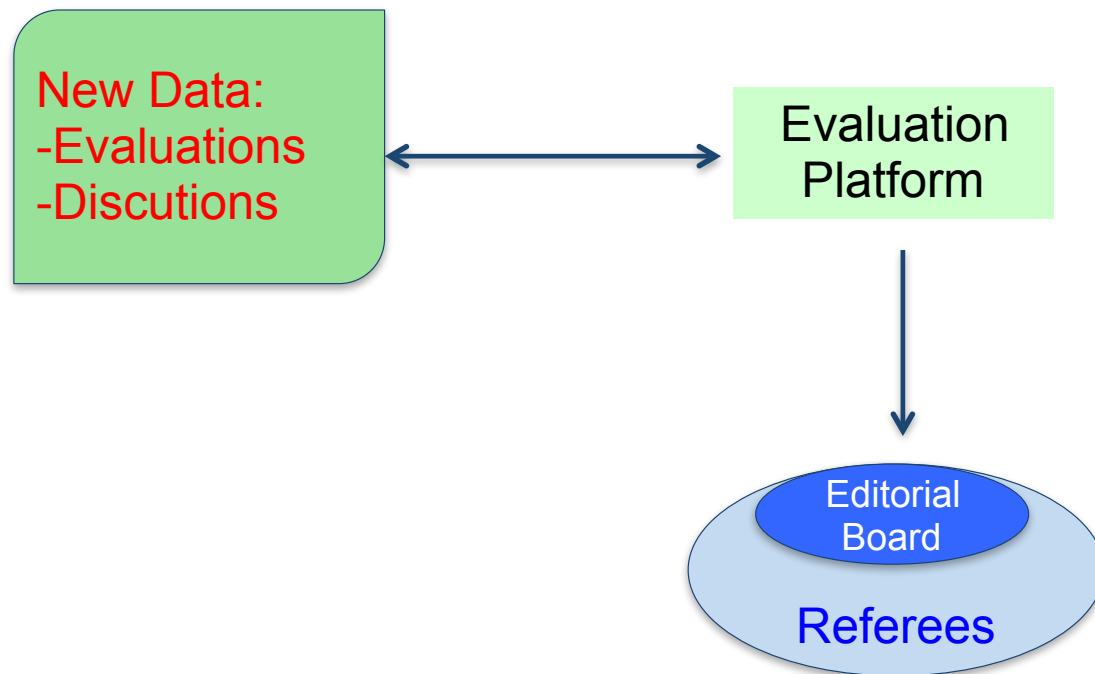 New Data:
-Evaluations
-Discutions
Evaluation
Platform
Editorial
Board
Referees